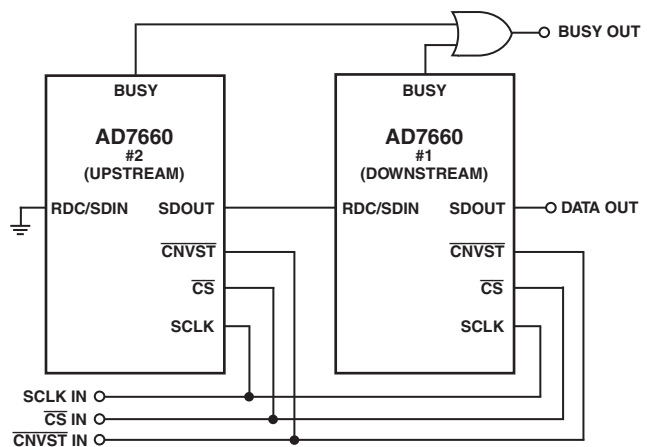 BUSY OUT
BUSY
BUSY
AD7660
#2
(UPSTREAM)
AD7660
#1
(DOWNSTREAM)
RDC/SDIN
SDOUT
RDC/SDIN
SDOUT
DATA OUT
CNVST
CNVST
CS
CS
SCLK
SCLK
SCLK IN
CS IN
CNVST IN